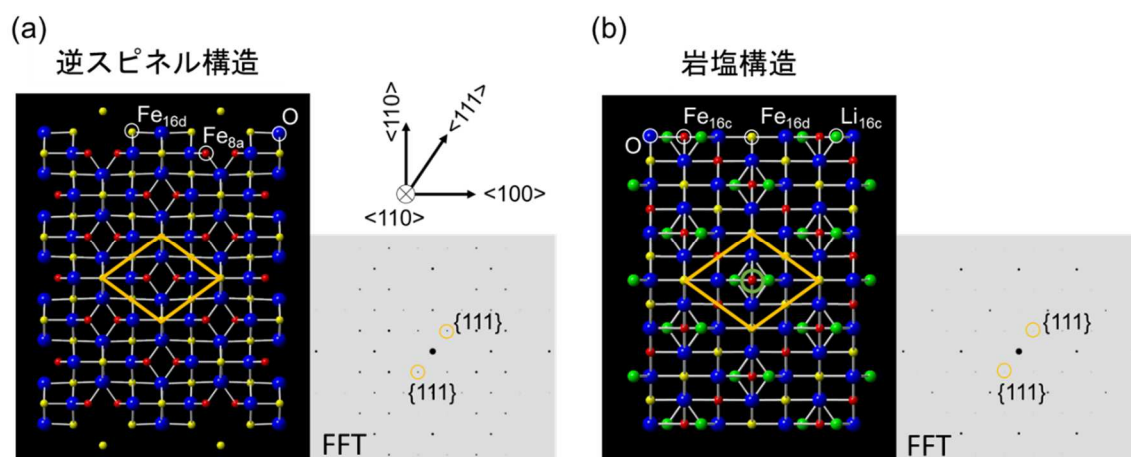 (a)
逆スピネル構造
Fe16d
Fe8a
O
<110>
<111>
<100>
<110>
{111}
{111}
FFT
(b)
岩塩構造
Fe16c
Fe16d
Li16c
O
{111}
{111}
FFT